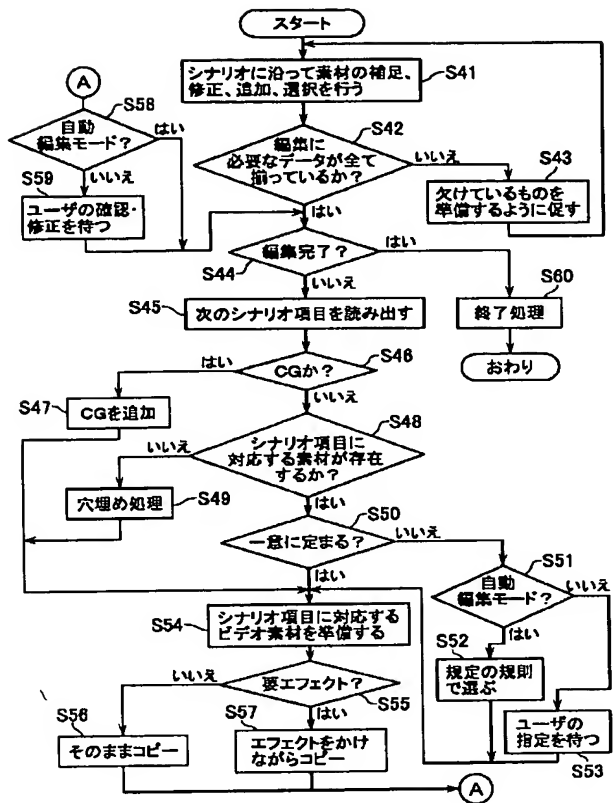 スタート
シナリオに沿って素材の補足、
修正、追加、選択を行う
S41
A
S58
自動
編集モード？
はい
いいえ
S59
ユーザの確認・
修正を待つ
S42
編集に
必要なデータが全て
揃っているか？
いいえ
S43
欠けているものを
準備するように促す
はい
S44
編集完了？
はい
いいえ
S60
終了処理
おわり
S45
次のシナリオ項目を読み出す
S46
CGか？
はい
いいえ
S47
CGを追加
S48
シナリオ項目に
対応する素材が存在
するか？
いいえ
はい
S49
穴埋め処理
S50
一意に定まる？
いいえ
はい
S51
自動
編集モード？
いいえ
はい
S52
規定の規則
で選ぶ
ユーザの
指定を待つ
S53
S54
シナリオ項目に対応する
ビデオ素材を準備する
S55
要エフェクト？
いいえ
はい
S56
そのままコピー
S57
エフェクトをかけ
ながらコピー
A